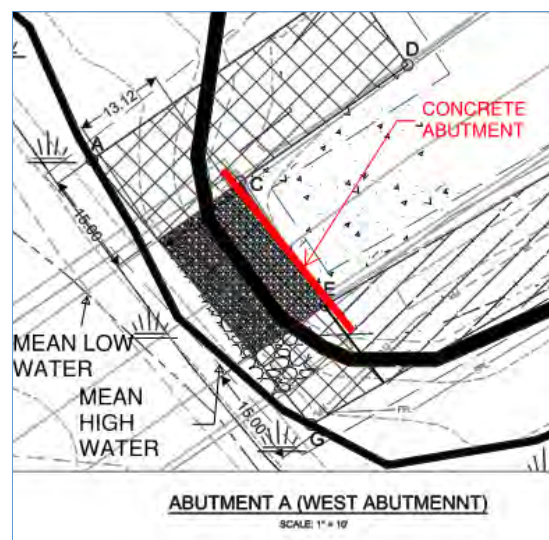 D
13.12
CONCRETE
ABUTMENT
A
C
15.00
E
MEAN LOW
WATER
MEAN
HIGH
WATER
15.00
G
ABUTMENT A (WEST ABUTMENNT)
SCALE: 1" = 10'